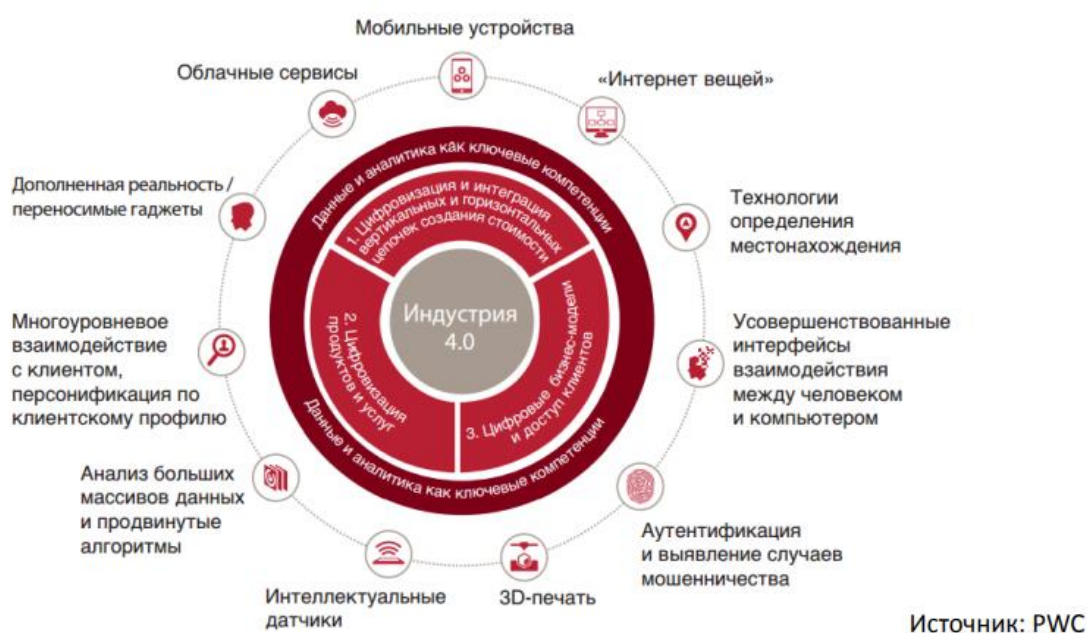 Мобильные устройства
Облачные сервисы
«Интернет вещей»
Дополненная реальность /
переносимые гаджеты
Технологии
определения
местонахождения
Многоуровневое
взаимодействие
с клиентом,
персонификация по
клиентскому профилю
Усовершенствованные
интерфейсы
взаимодействия
между человеком
и компьютером
Анализ больших
массивов данных
и продвинутые
алгоритмы
Аутентификация
и выявление случаев
мошенничества
Интеллектуальные
датчики
3D-печать
Данные и аналитика как ключевые компетенции
1. Цифровизация и интеграция
вертикальных и горизонтальных
цепочек создания стоимости
Индустрия
4.0
2. Цифровизация
продуктов и услуг
3. Цифровые бизнес-модели
и доступ клиентов
Данные и аналитика как ключевые компетенции
Источник: PWC